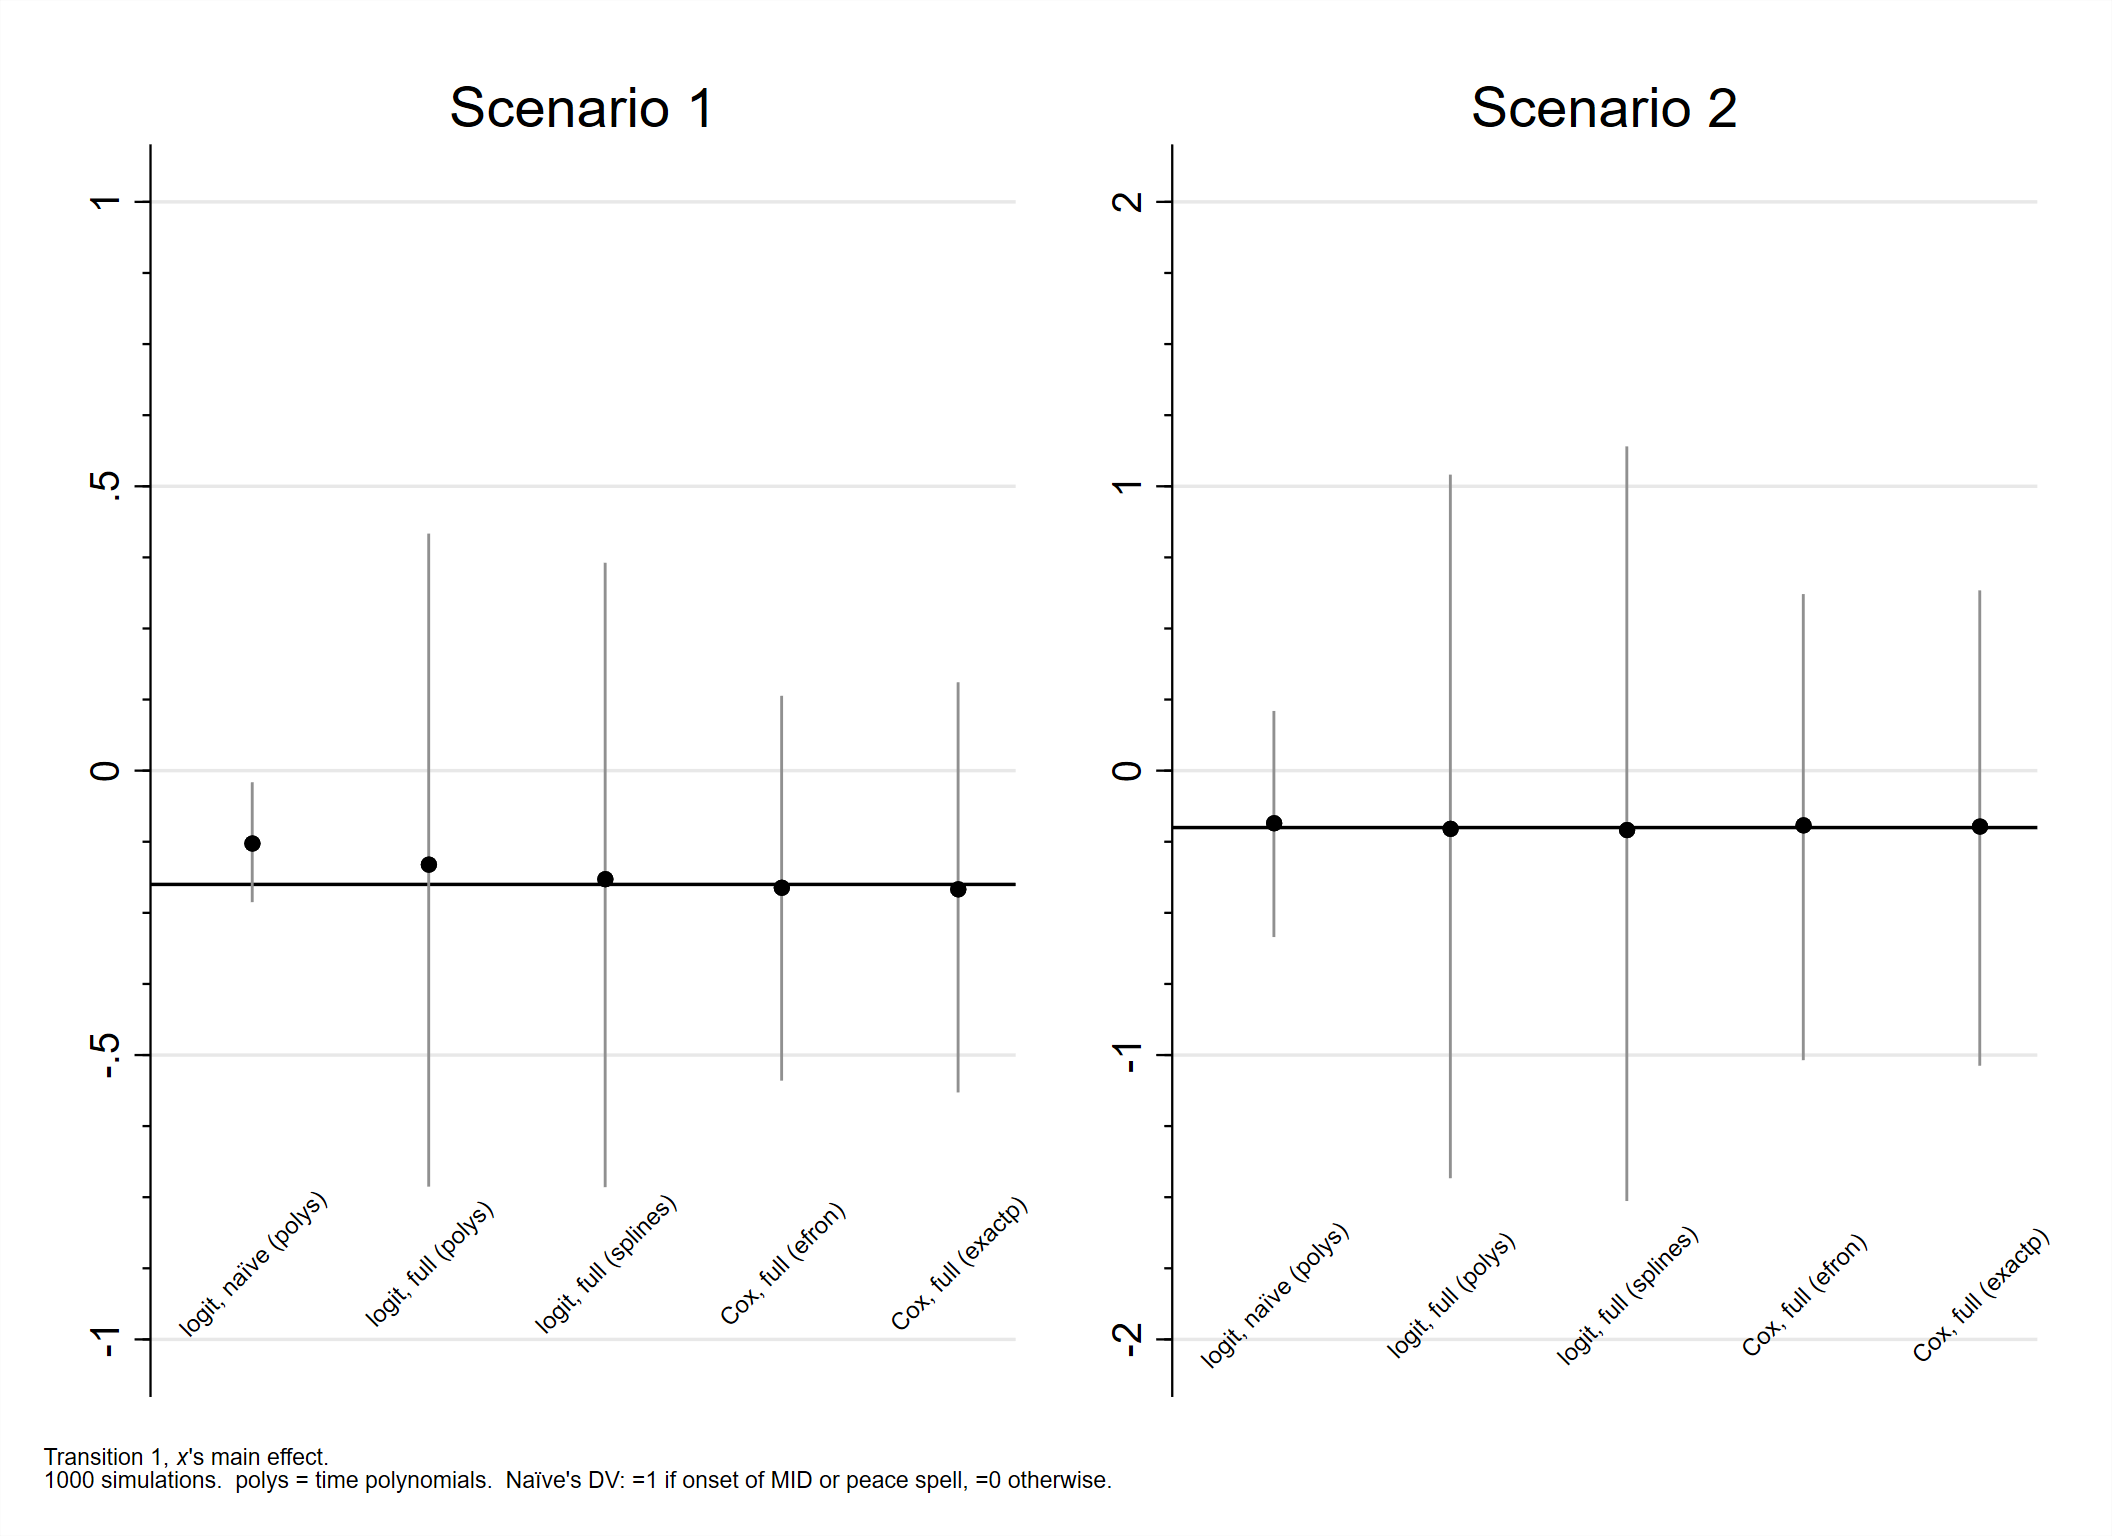 Scenario 1
1
.5
0
-.5
-1
logit, naïve (polys)
logit, full (polys)
logit, full (splines)
Cox, full (efron)
Cox, full (exactp)
Scenario 2
2
1
0
-1
-2
logit, naïve (polys)
logit, full (polys)
logit, full (splines)
Cox, full (efron)
Cox, full (exactp)
Transition 1, x's main effect.
1000 simulations.  polys = time polynomials.  Naïve's DV: =1 if onset of MID or peace spell, =0 otherwise.